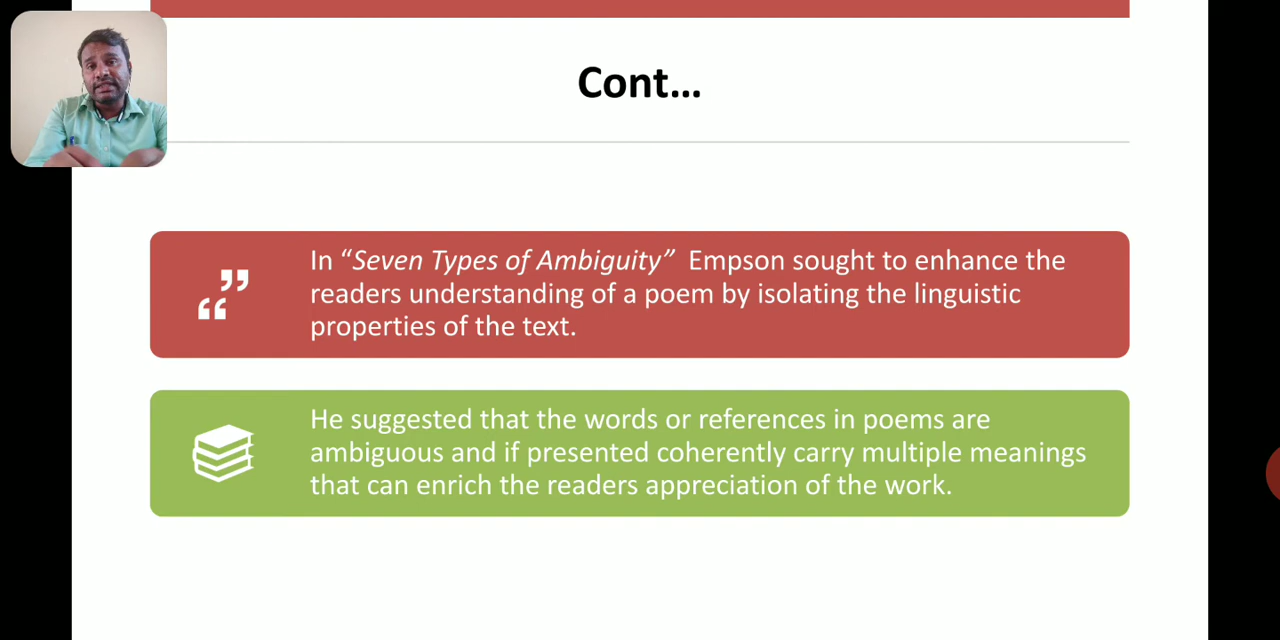 Cont...
In “Seven Types of Ambiguity”  Empson sought to enhance the
readers understanding of a poem by isolating the linguistic
properties of the text.
He suggested that the words or references in poems are
ambiguous and if presented coherently carry multiple meanings
that can enrich the readers appreciation of the work.